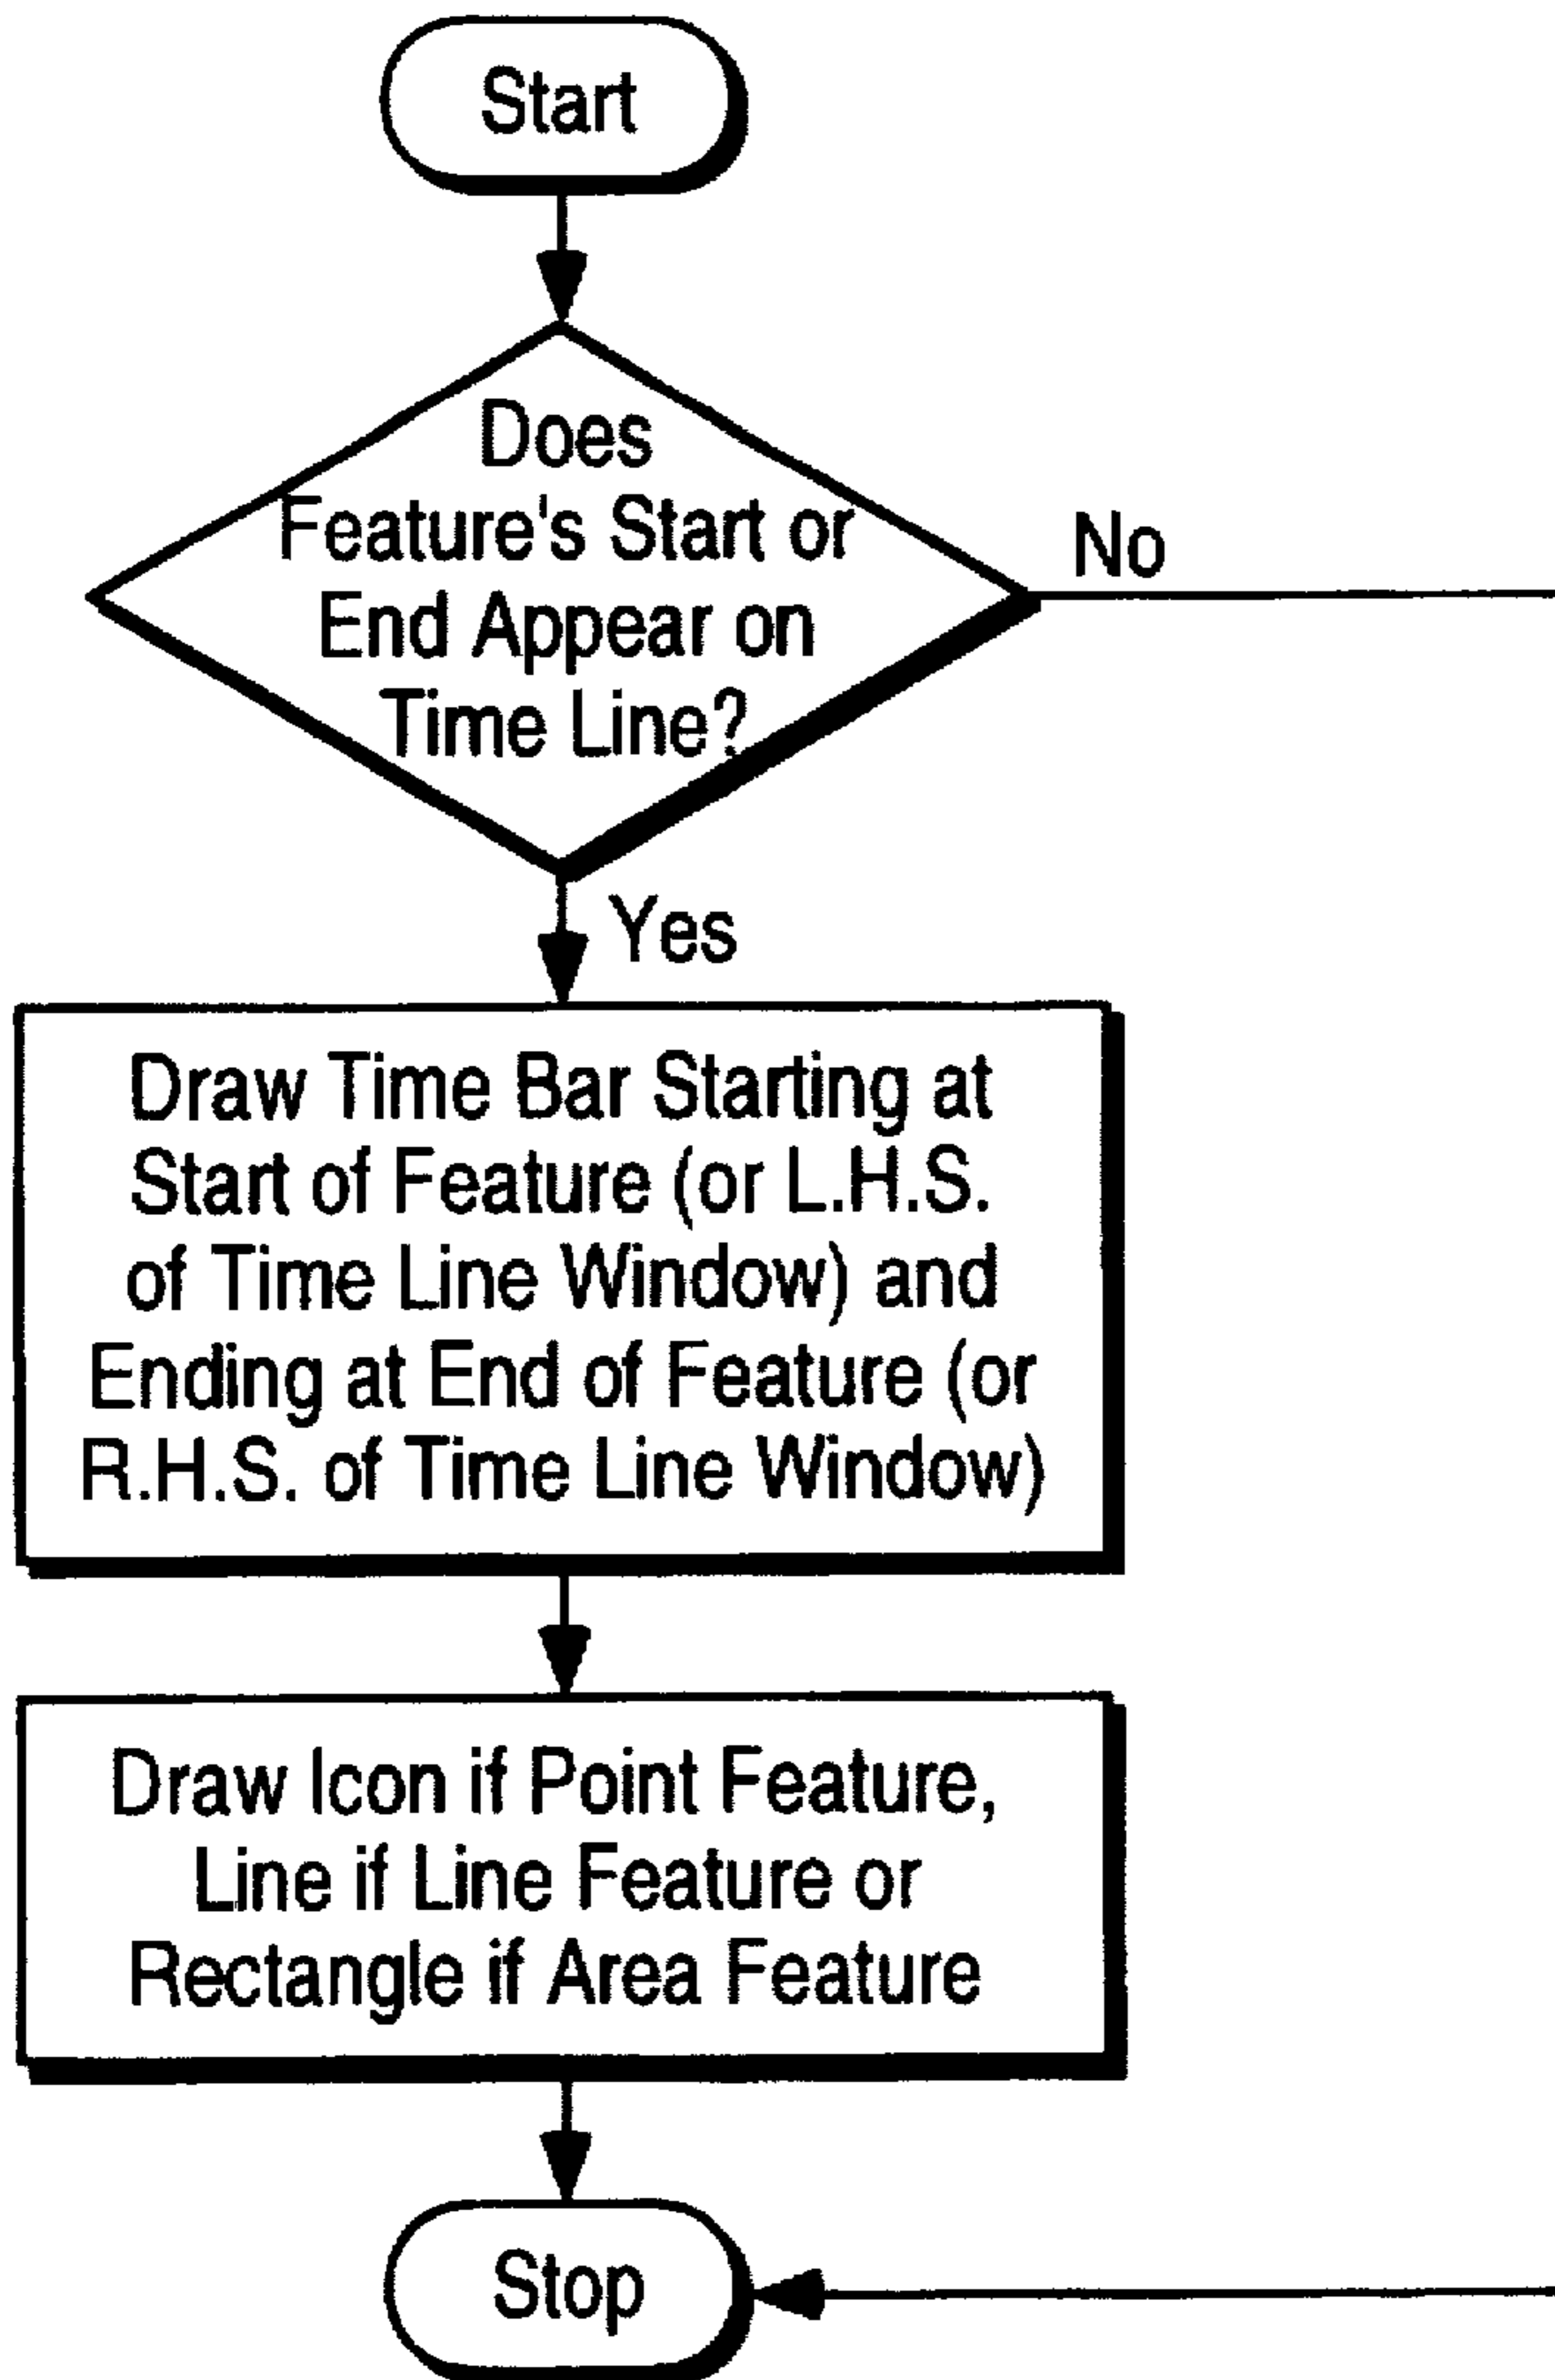 Start
Does
Feature's Start or
End Appear on
Time Line?
No
Yes
Draw Time Bar Starting at
Start of Feature (or L.H.S.
of Time Line Window) and
Ending at End of Feature (or
R.H.S. of Time Line Window)
Draw Icon if Point Feature,
Line if Line Feature or
Rectangle if Area Feature
Stop